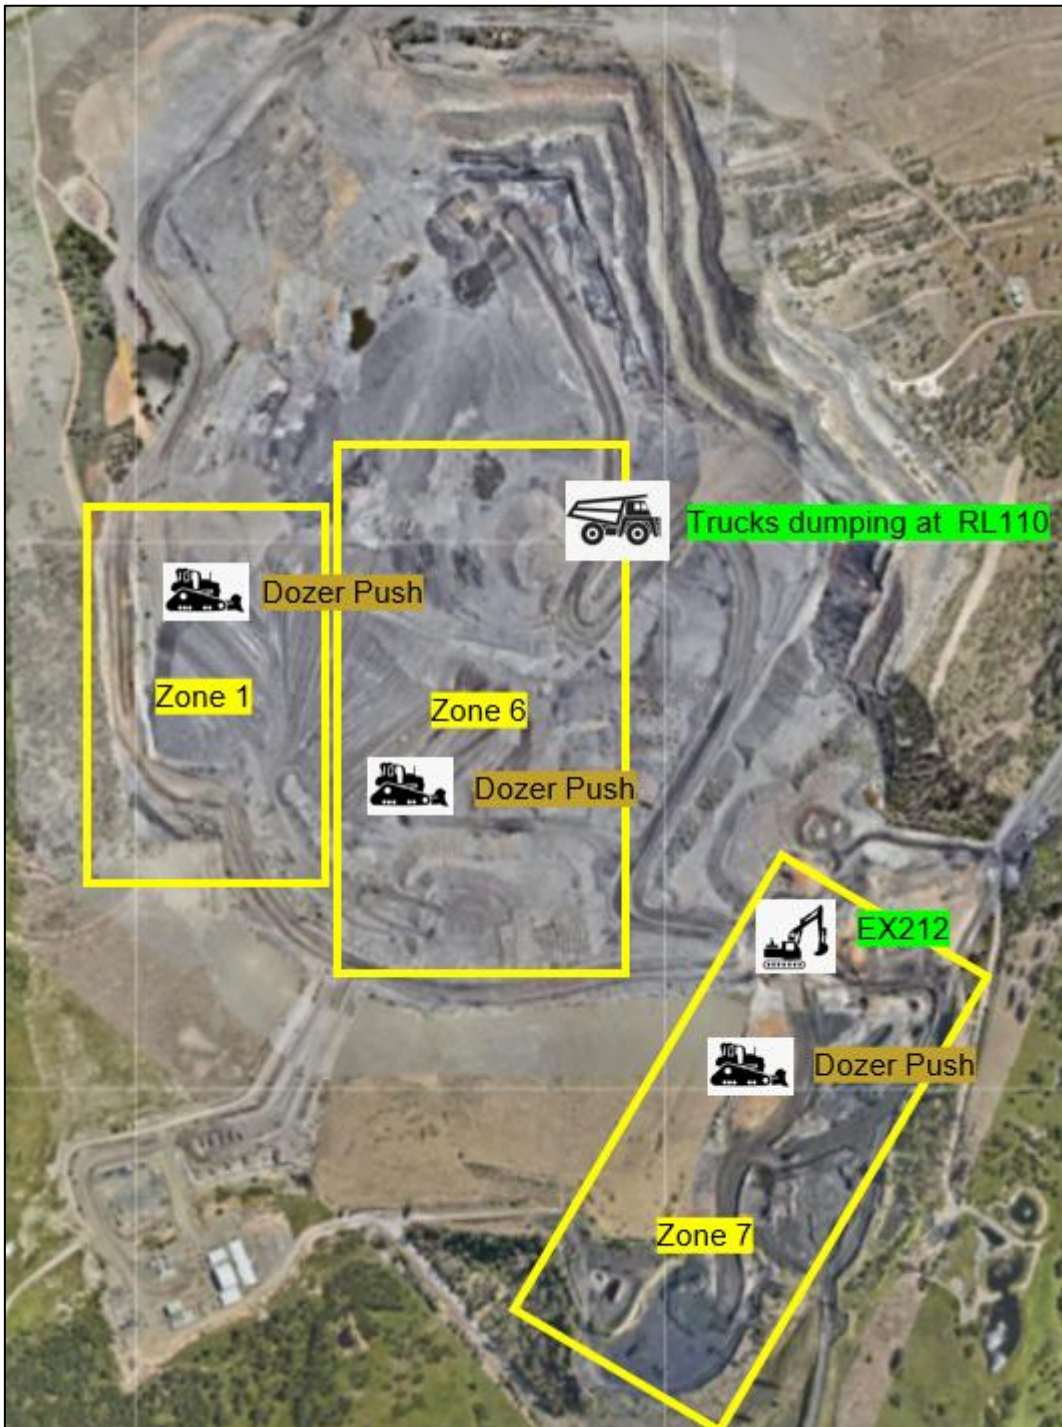 Trucks dumping at RL110
Dozer Push
Zone 1
Zone 6
Dozer Push
EX212
Dozer Push
Zone 7